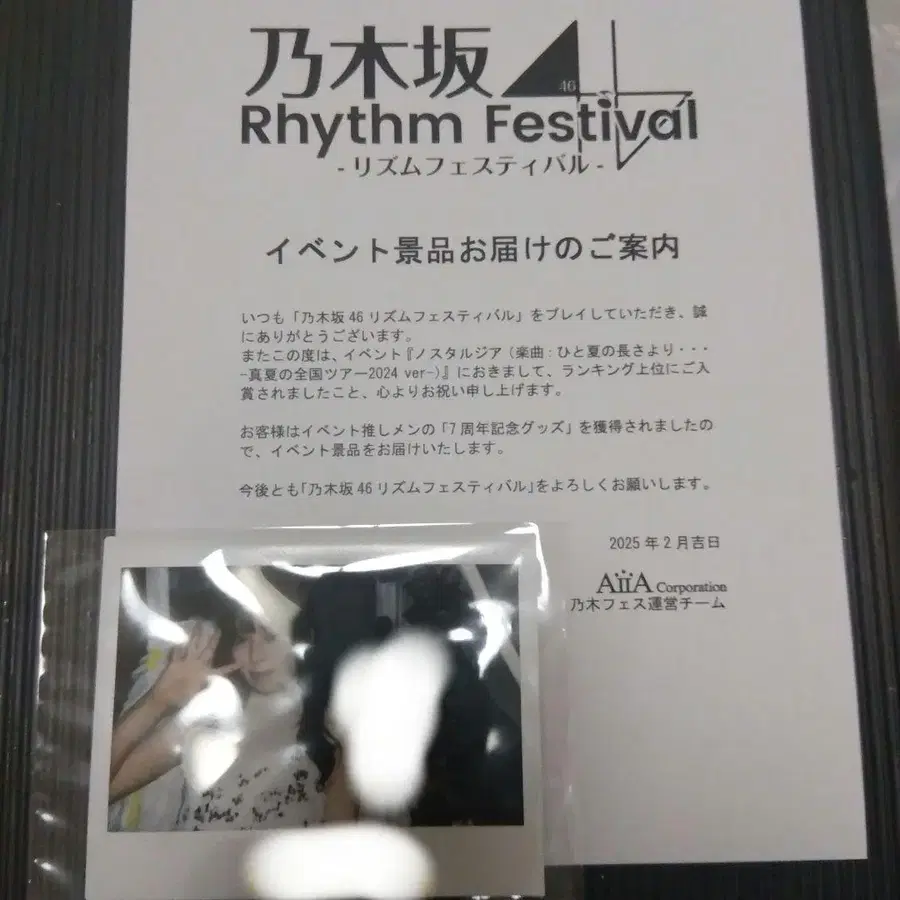 乃木坂46
Rhythm Festival
-リズムフェスティバル-
イベント景品お届けのご案内
いつも「乃木坂46リズムフェスティバル」をプレイしていただき、誠
にありがとうございます。
またこの度は、イベント『ノスタルジア(楽曲:ひと夏の長さより・・・
-真夏の全国ツアー2024 ver-)』におきまして、ランキング上位にご入
賞されましたこと、心よりお祝い申し上げます。
お客様はイベント推しメンの「7周年記念グッズ」を獲得されましたの
で、イベント景品をお届けいたします。
今後とも「乃木坂46リズムフェスティバル」をよろしくお願いします。
2025年2月吉日
AiiA Corporation
乃木フェス運営チーム